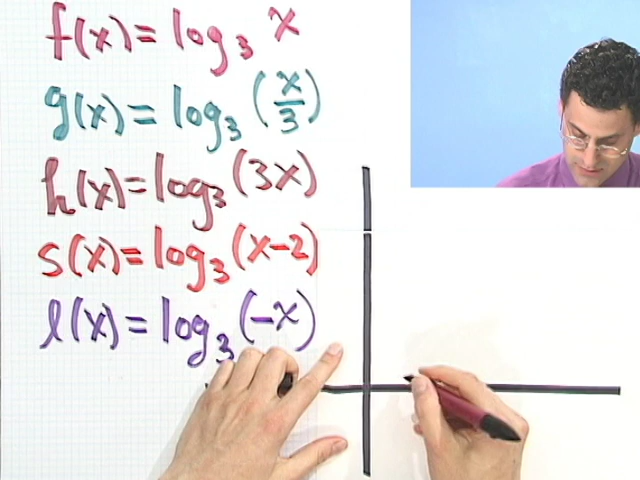 f(x) = log₃ x
g(x) = log₃ (x/3)
h(x) = log₃ (3x)
s(x) = log₃ (x-2)
l(x) = log₃ (-x)